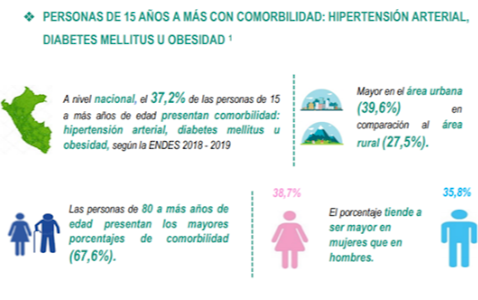 ❖ PERSONAS DE 15 AÑOS A MÁS CON COMORBILIDAD: HIPERTENSIÓN ARTERIAL,
DIABETES MELLITUS U OBESIDAD ¹
A nivel nacional, el 37,2% de las personas de 15
a más años de edad presentan comorbilidad:
hipertensión arterial, diabetes mellitus u
obesidad, según la ENDES 2018 - 2019
Mayor en el área urbana
(39,6%) en
comparación al área
rural (27,5%).
Las personas de 80 a más años de
edad presentan los mayores
porcentajes de comorbilidad
(67,6%).
38,7%
El porcentaje tiende a
ser mayor en
mujeres que en
hombres.
35,8%